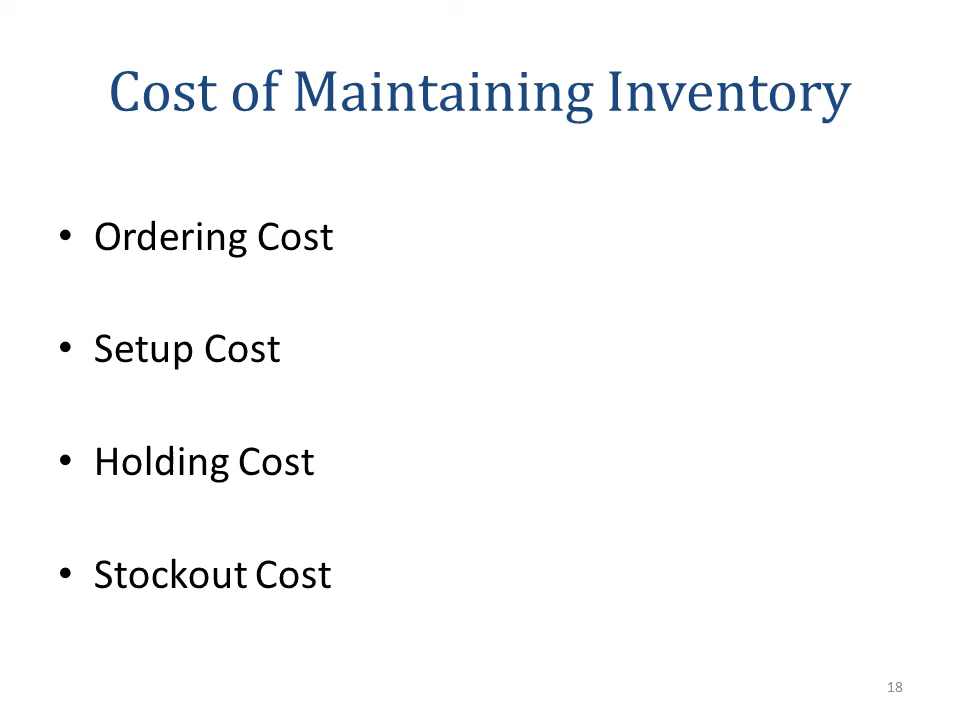 Cost of Maintaining Inventory
• Ordering Cost
• Setup Cost
• Holding Cost
• Stockout Cost
18